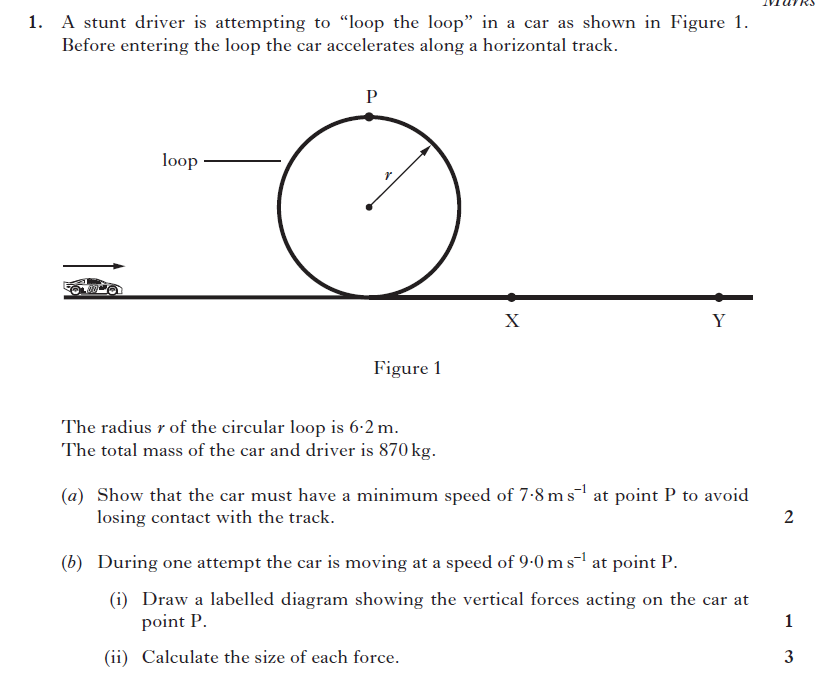 Marks
1. A stunt driver is attempting to “loop the loop” in a car as shown in Figure 1.
Before entering the loop the car accelerates along a horizontal track.
P
loop
r
X Y
Figure 1
The radius r of the circular loop is 6·2 m.
The total mass of the car and driver is 870 kg.
(a) Show that the car must have a minimum speed of 7·8 m s⁻¹ at point P to avoid
losing contact with the track. 2
(b) During one attempt the car is moving at a speed of 9·0 m s⁻¹ at point P.
(i) Draw a labelled diagram showing the vertical forces acting on the car at
point P. 1
(ii) Calculate the size of each force. 3